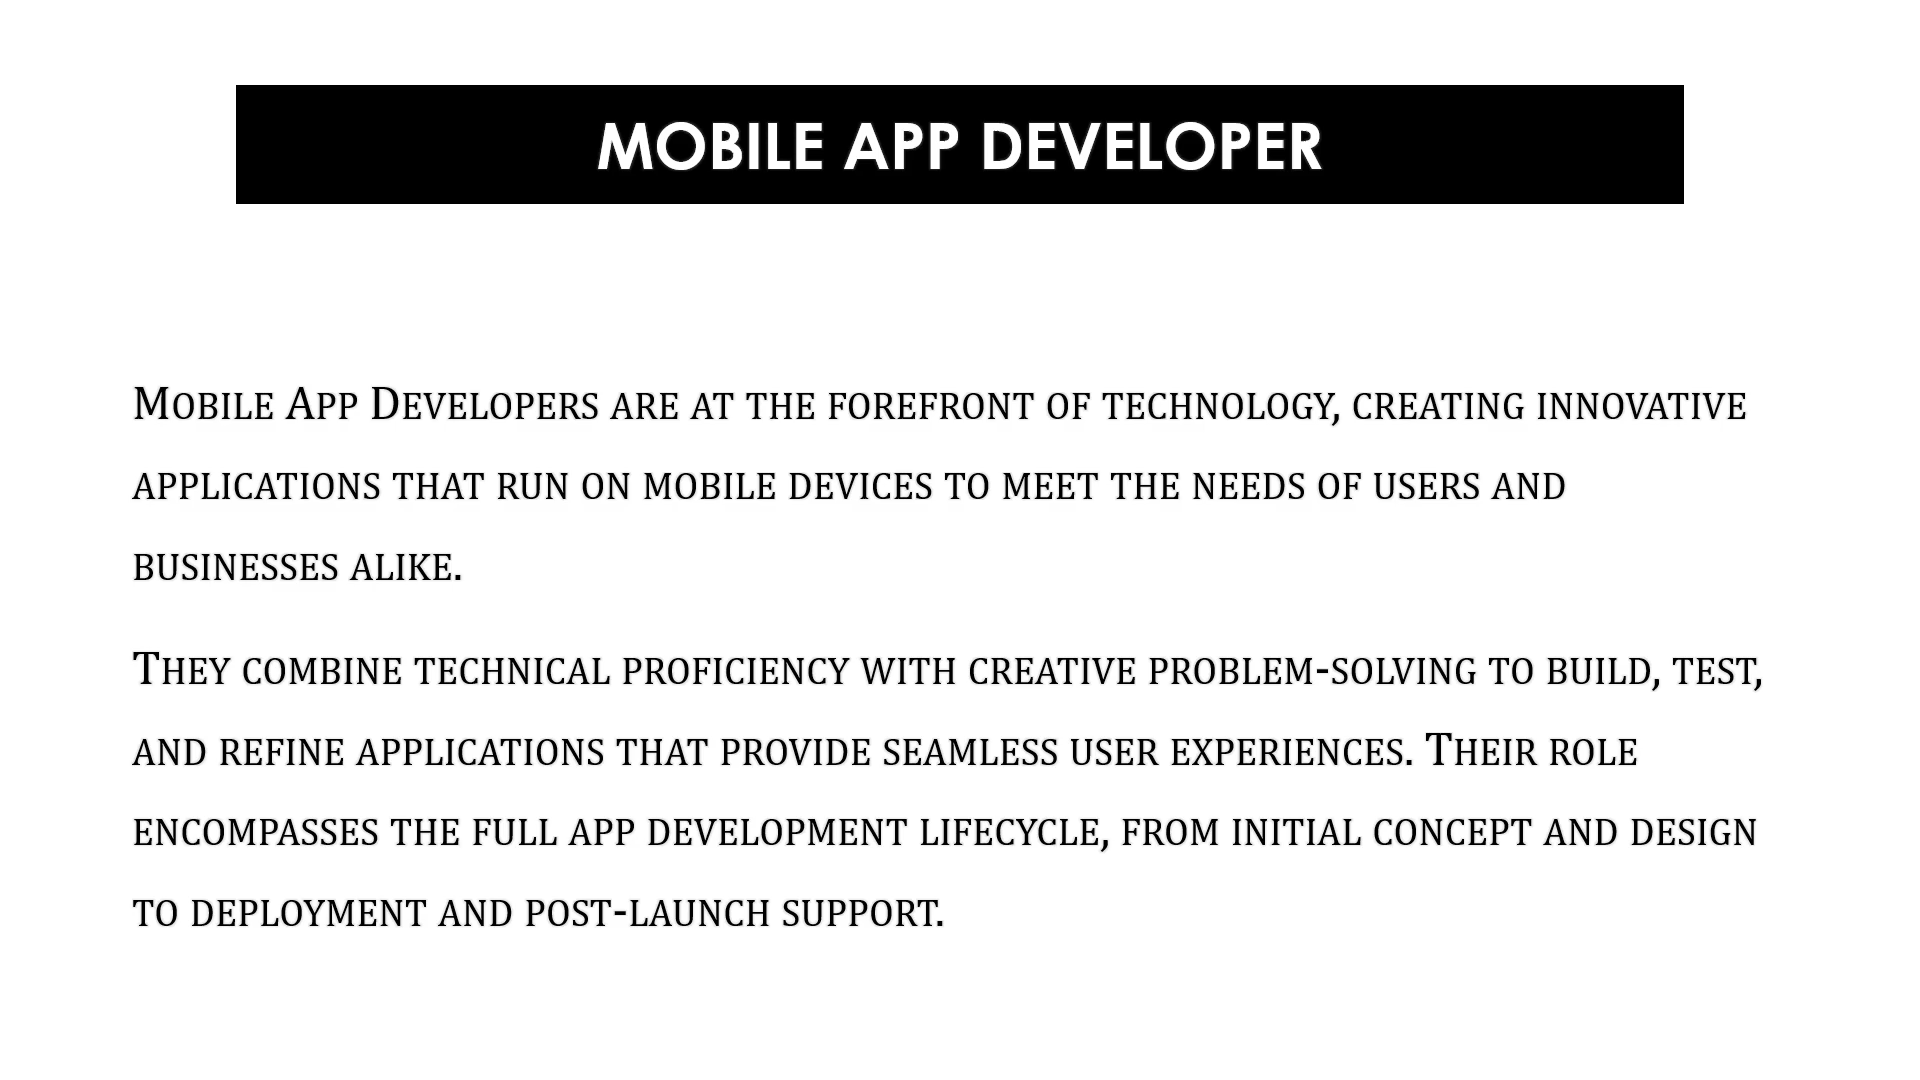 MOBILE APP DEVELOPER
Mobile App Developers are at the forefront of technology, creating innovative
applications that run on mobile devices to meet the needs of users and
businesses alike.
They combine technical proficiency with creative problem-solving to build, test,
and refine applications that provide seamless user experiences. Their role
encompasses the full app development lifecycle, from initial concept and design
to deployment and post-launch support.